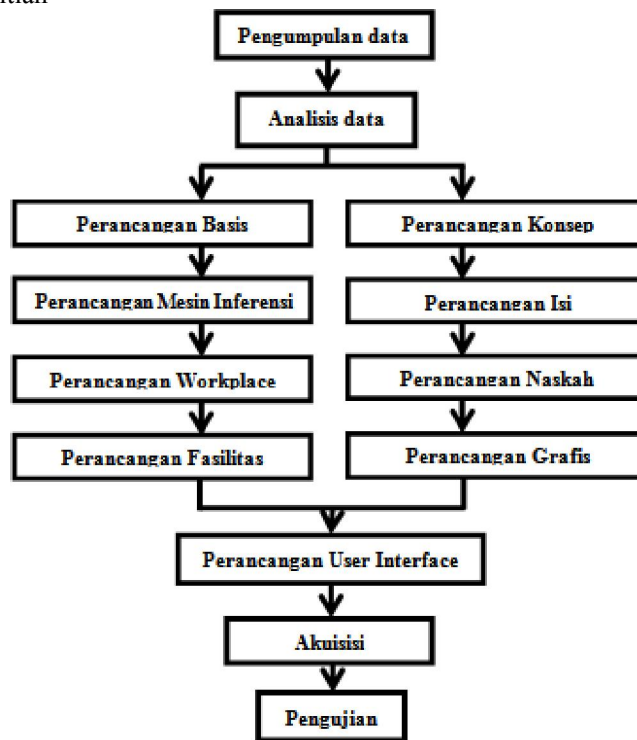 Pengumpulan data
Analisis data
Perancangan Basis
Perancangan Mesin Inferensi
Perancangan Workplace
Perancangan Fasilitas
Perancangan Konsep
Perancangan Isi
Perancangan Naskah
Perancangan Grafis
Perancangan User Interface
Akuisisi
Pengujian